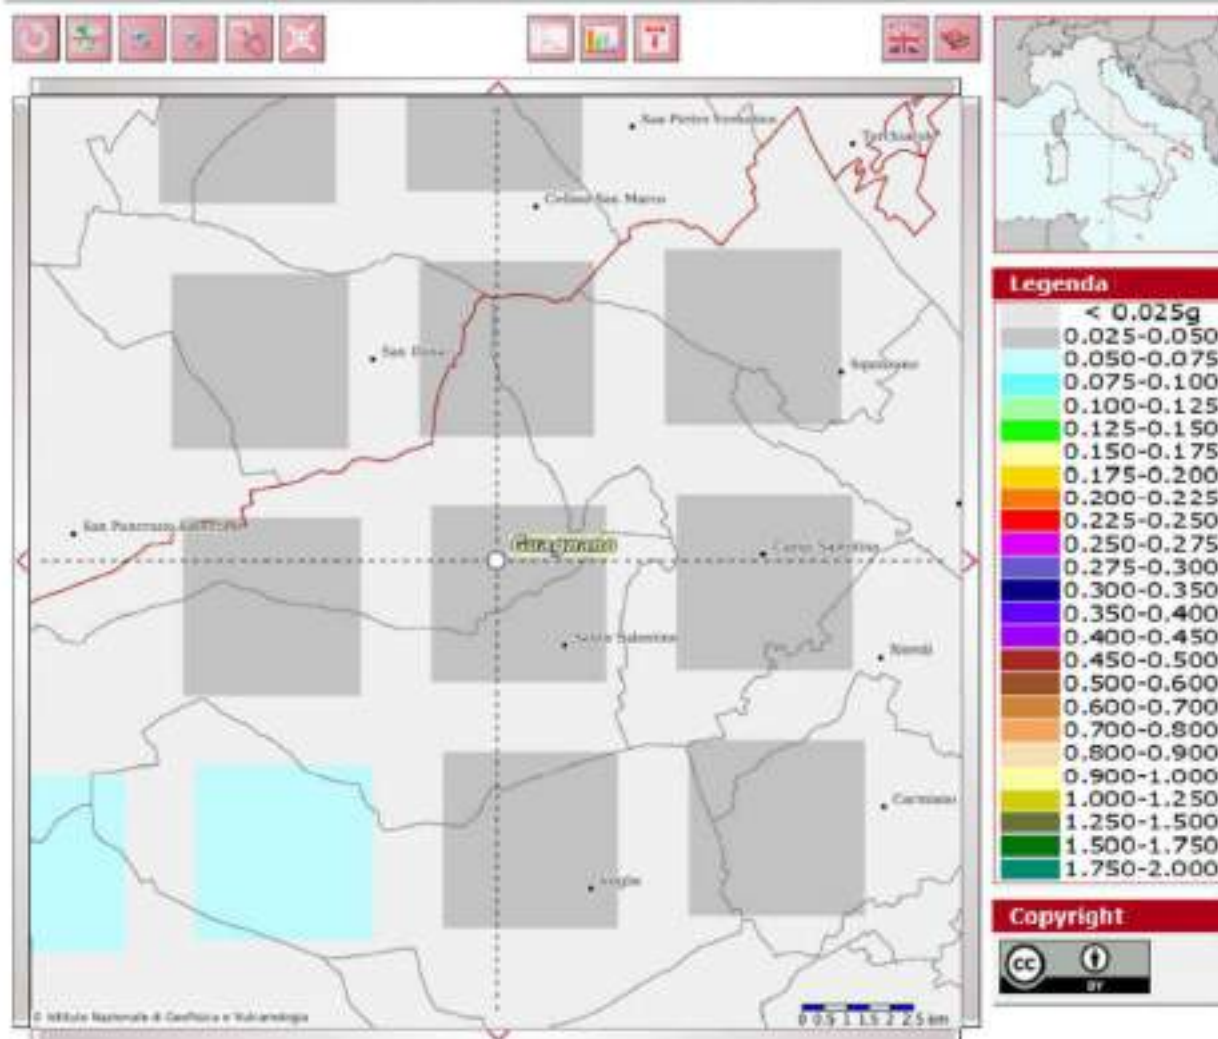 San Pietro Vernotico
Cellino San Marco
Squinzano
Guagnano
Campi Salentina
Salice Salentino
Novoli
Carmiano
Veglie
© Istituto Nazionale di Geofisica e Vulcanologia
0 0.5 1 1.5 2 2.5 km
Legenda
< 0.025g
0.025-0.050
0.050-0.075
0.075-0.100
0.100-0.125
0.125-0.150
0.150-0.175
0.175-0.200
0.200-0.225
0.225-0.250
0.250-0.275
0.275-0.300
0.300-0.350
0.350-0.400
0.400-0.450
0.450-0.500
0.500-0.600
0.600-0.700
0.700-0.800
0.800-0.900
0.900-1.000
1.000-1.250
1.250-1.500
1.500-1.750
1.750-2.000
Copyright
CC
BY